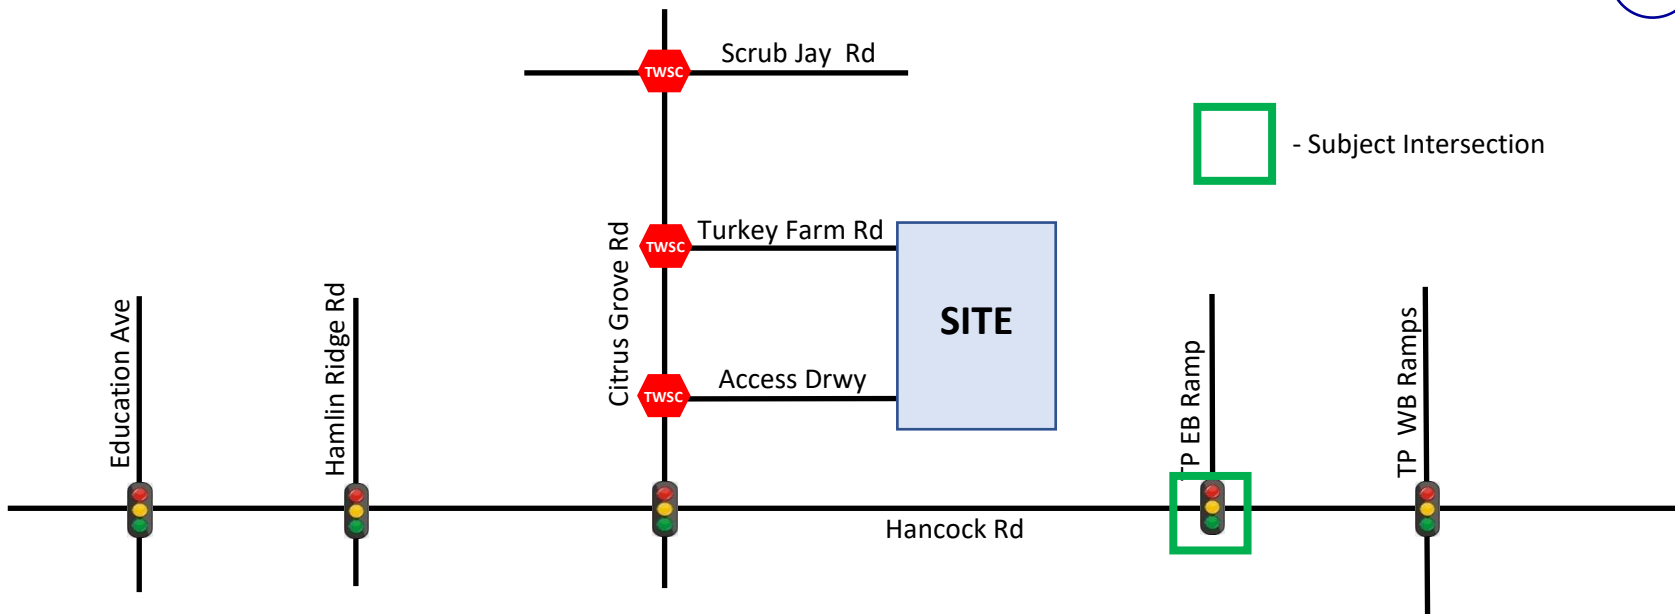 Scrub Jay  Rd
TWSC
- Subject Intersection
Turkey Farm Rd
TWSC
Citrus Grove Rd
SITE
Education Ave
Hamlin Ridge Rd
Access Drwy
TWSC
TP EB Ramp
TP  WB Ramps
Hancock Rd